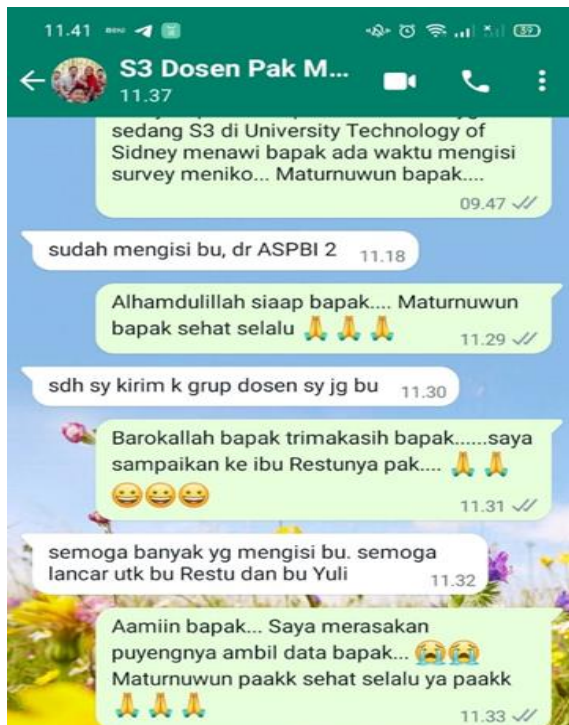 11.41
S3 Dosen Pak M...
11.37
sedang S3 di University Technology of
Sidney menawi bapak ada waktu mengisi
survey meniko... Maturnuwun bapak....
09.47
sudah mengisi bu, dr ASPBI 2 11.18
Alhamdulillah siaap bapak.... Maturnuwun
bapak sehat selalu 🙏 🙏 🙏 11.29
sdh sy kirim k grup dosen sy jg bu 11.30
Barokallah bapak trimakasih bapak......saya
sampaikan ke ibu Restunya pak.... 🙏 🙏
😀😀😀 11.31
semoga banyak yg mengisi bu. semoga
lancar utk bu Restu dan bu Yuli 11.32
Aamiin bapak... Saya merasakan
puyengnya ambil data bapak... 😭😭
Maturnuwun paakk sehat selalu ya paakk
🙏 🙏 🙏 11.33